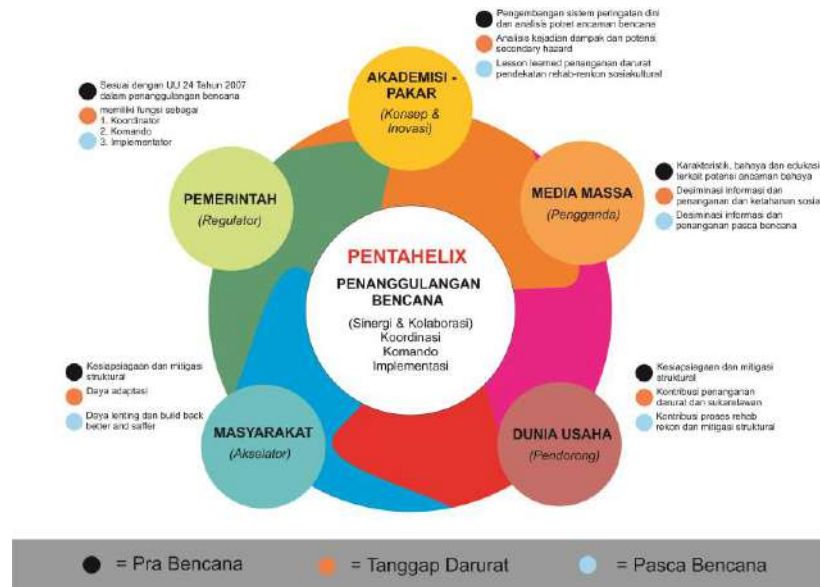 Pengembangan sistem peringatan dini
dan analisis potret ancaman bencana
Analisis kejadian dampak dan potensi
secondary hazard
Lesson learned penanganan darurat
pendekatan rehab-renkon sosiakultural
AKADEMISI -
PAKAR
(Konsep &
Inovasi)
Sesuai dengan UU 24 Tahun 2007
dalam penanggulangan bencana
memiliki fungsi sebagai
1. Koordinator
2. Komando
3. Implementator
PEMERINTAH
(Regulator)
Karakteristik, bahaya dan edukasi
terkait potensi ancaman bahaya
Desiminasi informasi dan
penanganan dan ketahanan sosia
Desiminasi informasi dan
penanganan pasca bencana
MEDIA MASSA
(Pengganda)
PENTAHELIX
PENANGGULANGAN
BENCANA
(Sinergi & Kolaborasi)
Koordinasi
Komando
Implementasi
Kesiapsiagaan dan mitigasi
struktural
Daya adaptasi
Daya lenting dan build back
better and saffer
MASYARAKAT
(Akselator)
Kesiapsiagaan dan mitigasi
struktural
Kontribusi penanganan
darurat dan sukarelawan
Kontribusi proses rehab
rekon dan mitigasi struktural
DUNIA USAHA
(Pendorong)
= Pra Bencana
= Tanggap Darurat
= Pasca Bencana